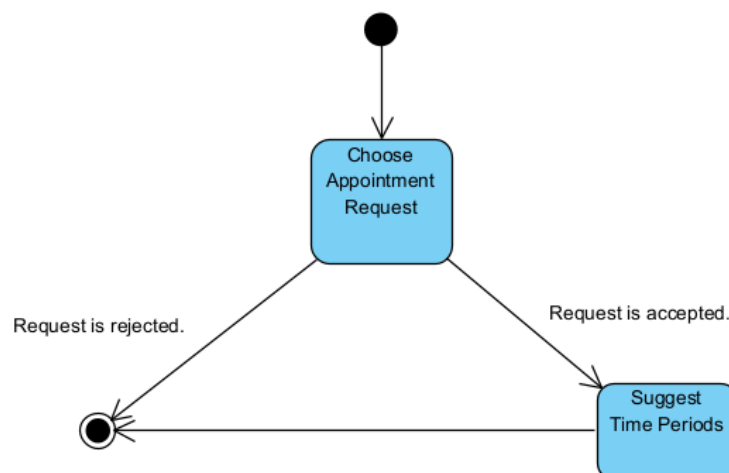 Choose
Appointment
Request
Request is rejected.
Request is accepted.
Suggest
Time Periods